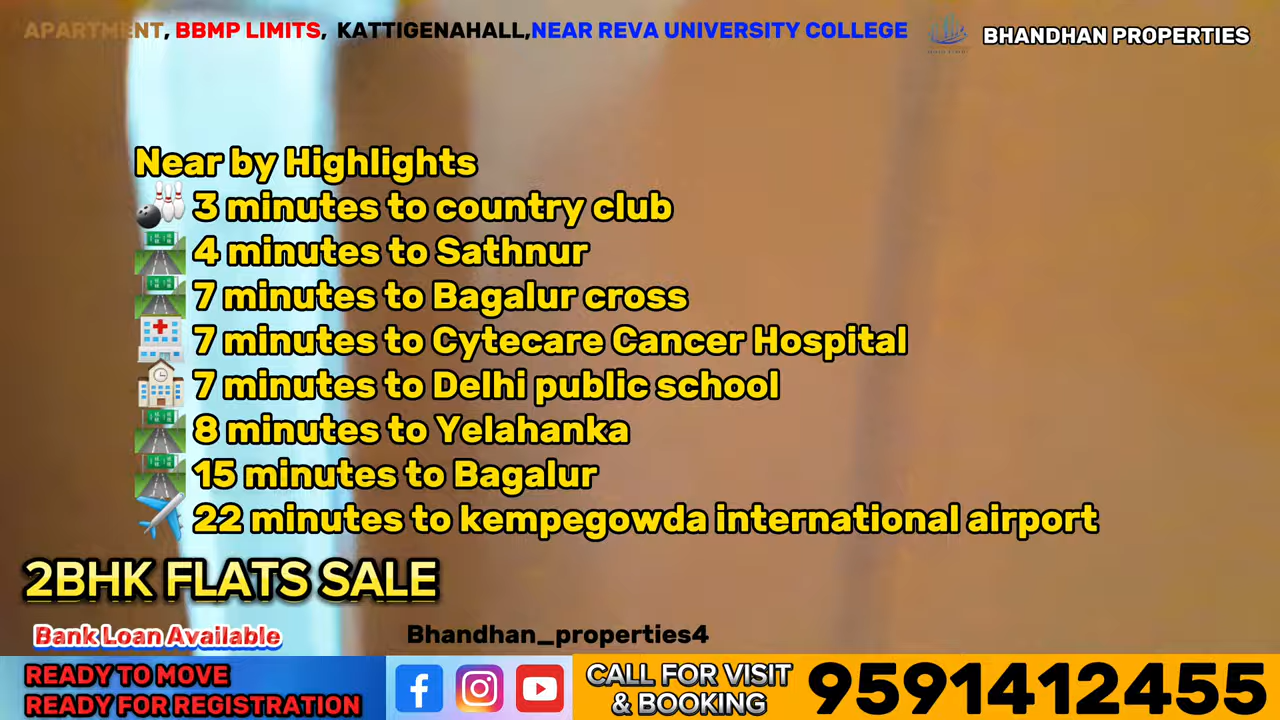 APARTMENT, BBMP LIMITS, KATTIGENAHALL,NEAR REVA UNIVERSITY COLLEGE
BHANDHAN PROPERTIES
Near by Highlights
3 minutes to country club
4 minutes to Sathnur
7 minutes to Bagalur cross
7 minutes to Cytecare Cancer Hospital
7 minutes to Delhi public school
8 minutes to Yelahanka
15 minutes to Bagalur
22 minutes to kempegowda international airport
2BHK FLATS SALE
Bank Loan Available
Bhandhan_properties4
READY TO MOVE
READY FOR REGISTRATION
CALL FOR VISIT
& BOOKING
9591412455